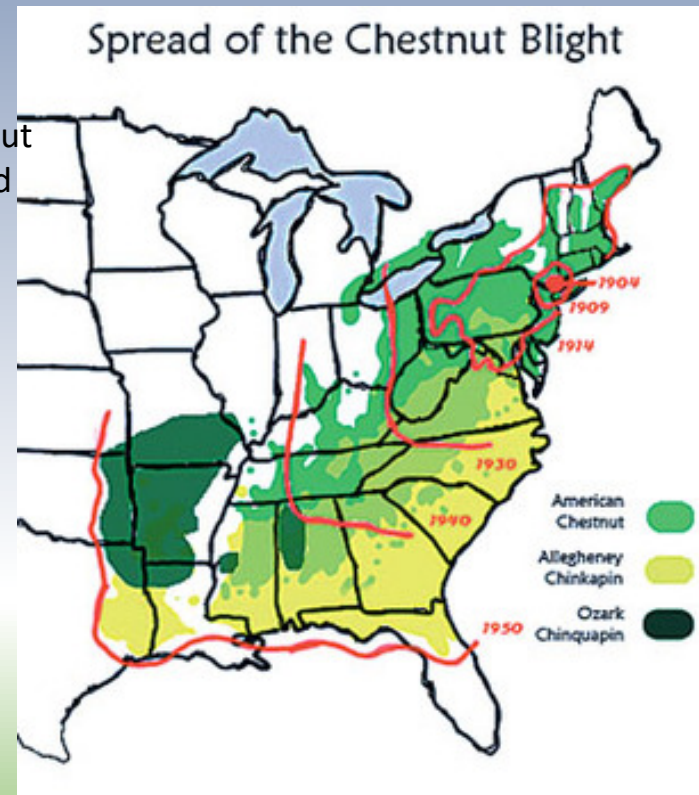 Spread of the Chestnut Blight
ut
d
1904
1909
1914
1930
1940
American
Chestnut
Allegheney
Chinkapin
Ozark
Chinquapin
1950